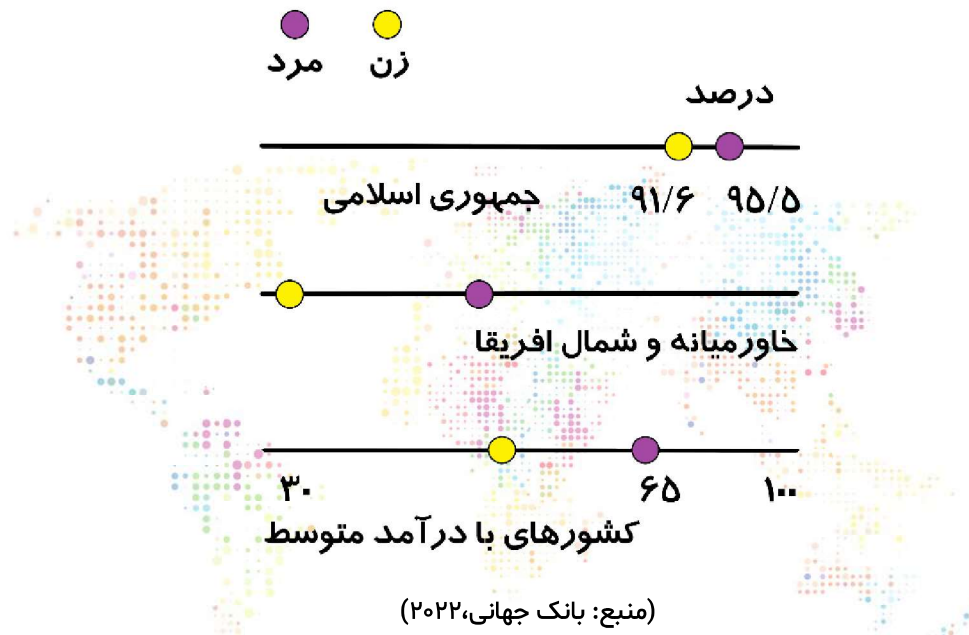 زن مرد
درصد
۹۱/۶ ۹۵/۵
جمهوری اسلامی
خاورمیانه و شمال افریقا
۳۰ ۶۵ ۱۰۰
کشورهای با درآمد متوسط
(منبع: بانک جهانی،۲۰۲۲)